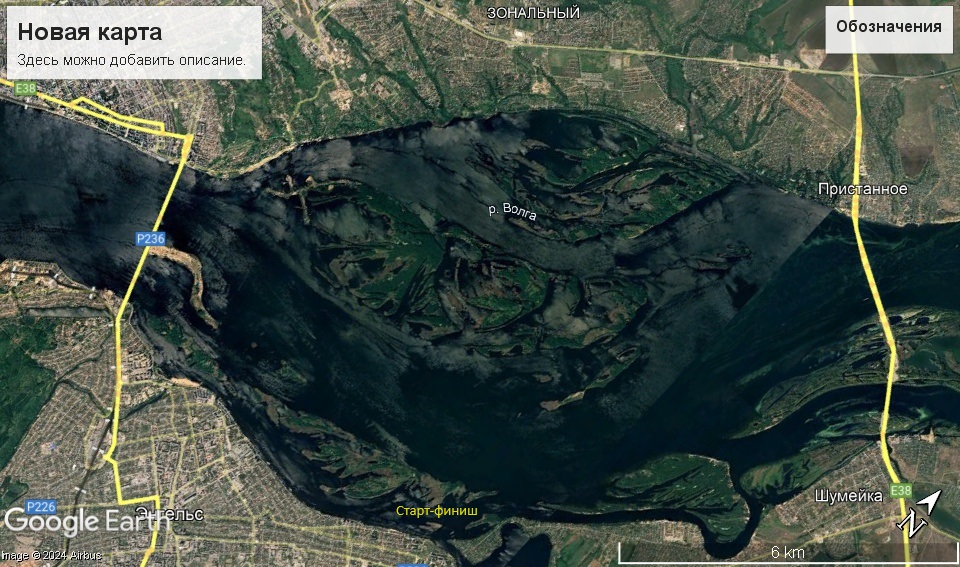 Новая карта
Здесь можно добавить описание.
ЗОНАЛЬНЫЙ
Обозначения
E38
Пристанное
р. Волга
P236
P226
Энгельс
Google Earth
Image © 2024 Airbus
Старт-финиш
Шумейка
E38
N
6 km